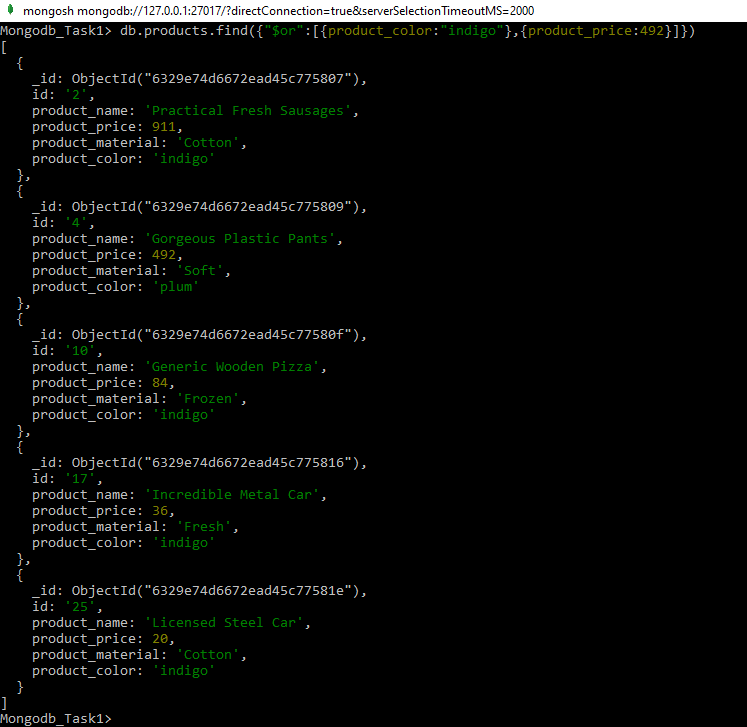 mongosh mongodb://127.0.0.1:27017/?directConnection=true&serverSelectionTimeoutMS=2000
Mongodb_Task1> db.products.find({"$or":[{product_color:"indigo"},{product_price:492}]})
[
  {
    _id: ObjectId("6329e74d6672ead45c775807"),
    id: '2',
    product_name: 'Practical Fresh Sausages',
    product_price: 911,
    product_material: 'Cotton',
    product_color: 'indigo'
  },
  {
    _id: ObjectId("6329e74d6672ead45c775809"),
    id: '4',
    product_name: 'Gorgeous Plastic Pants',
    product_price: 492,
    product_material: 'Soft',
    product_color: 'plum'
  },
  {
    _id: ObjectId("6329e74d6672ead45c77580f"),
    id: '10',
    product_name: 'Generic Wooden Pizza',
    product_price: 84,
    product_material: 'Frozen',
    product_color: 'indigo'
  },
  {
    _id: ObjectId("6329e74d6672ead45c775816"),
    id: '17',
    product_name: 'Incredible Metal Car',
    product_price: 36,
    product_material: 'Fresh',
    product_color: 'indigo'
  },
  {
    _id: ObjectId("6329e74d6672ead45c77581e"),
    id: '25',
    product_name: 'Licensed Steel Car',
    product_price: 20,
    product_material: 'Cotton',
    product_color: 'indigo'
  }
]
Mongodb_Task1>